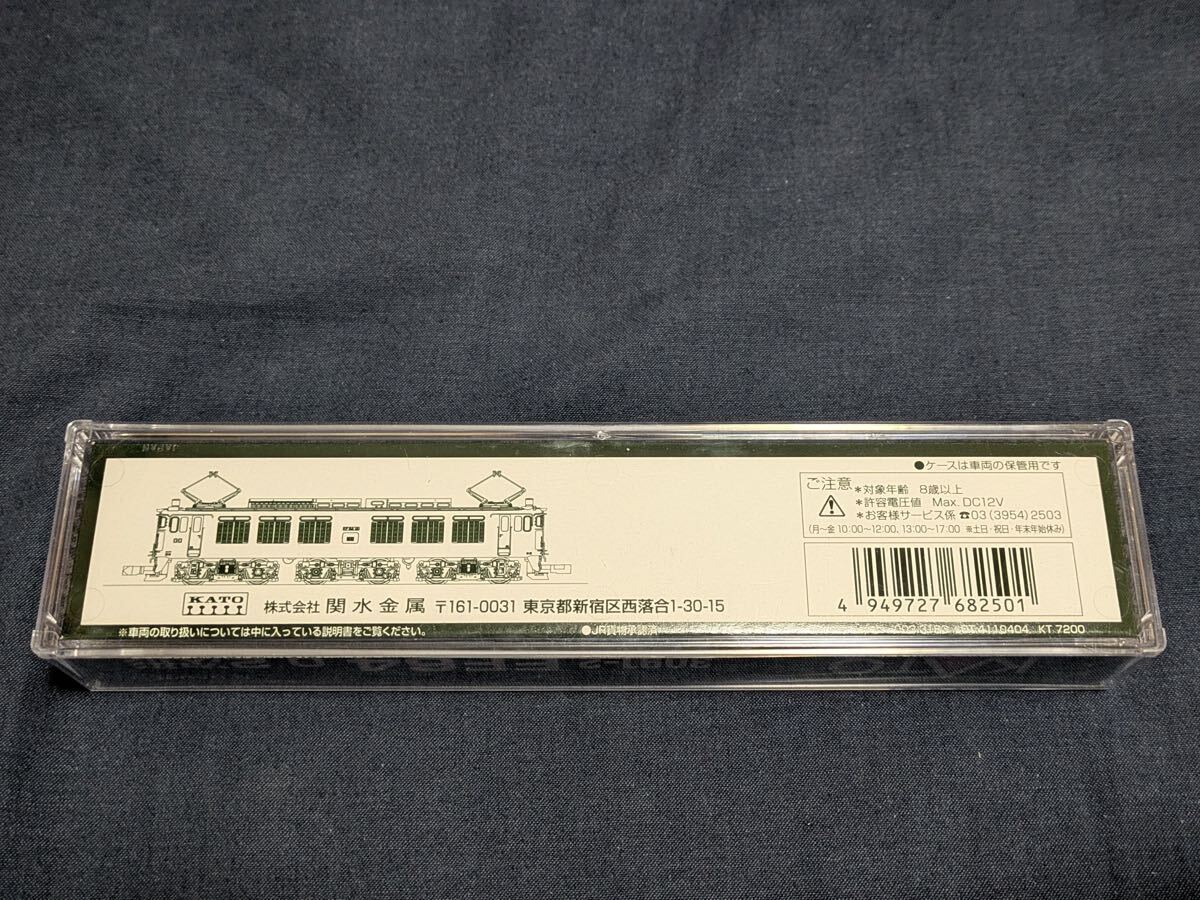 JAPAN
●ケースは車両の保管用です
ご注意
＊対象年齢 8歳以上
＊許容電圧値 Max. DC12V
＊お客様サービス係 ☎03(3954)2503
(月〜金 10:00〜12:00, 13:00〜17:00 ※土日・祝日・年末年始休み)
KATO
株式会社 関水金属 〒161-0031 東京都新宿区西落合1-30-15
4 949727 682501
※車両の取り扱いについては中に入っている説明書をご覧ください。
●JR貨物承認済
KT 7200
3091-2